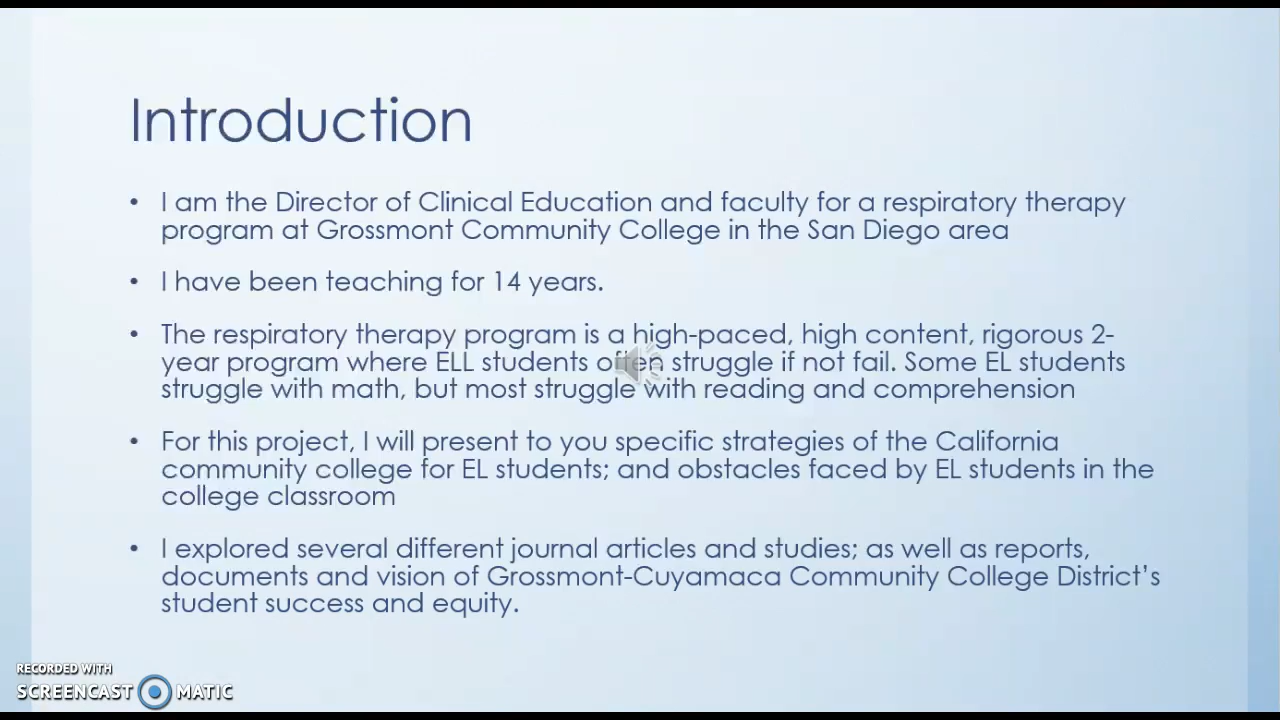 Introduction
• I am the Director of Clinical Education and faculty for a respiratory therapy
program at Grossmont Community College in the San Diego area
• I have been teaching for 14 years.
• The respiratory therapy program is a high-paced, high content, rigorous 2-
year program where ELL students often struggle if not fail. Some EL students
struggle with math, but most struggle with reading and comprehension
• For this project, I will present to you specific strategies of the California
community college for EL students; and obstacles faced by EL students in the
college classroom
• I explored several different journal articles and studies; as well as reports,
documents and vision of Grossmont-Cuyamaca Community College District's
student success and equity.
RECORDED WITH
SCREENCAST MATIC